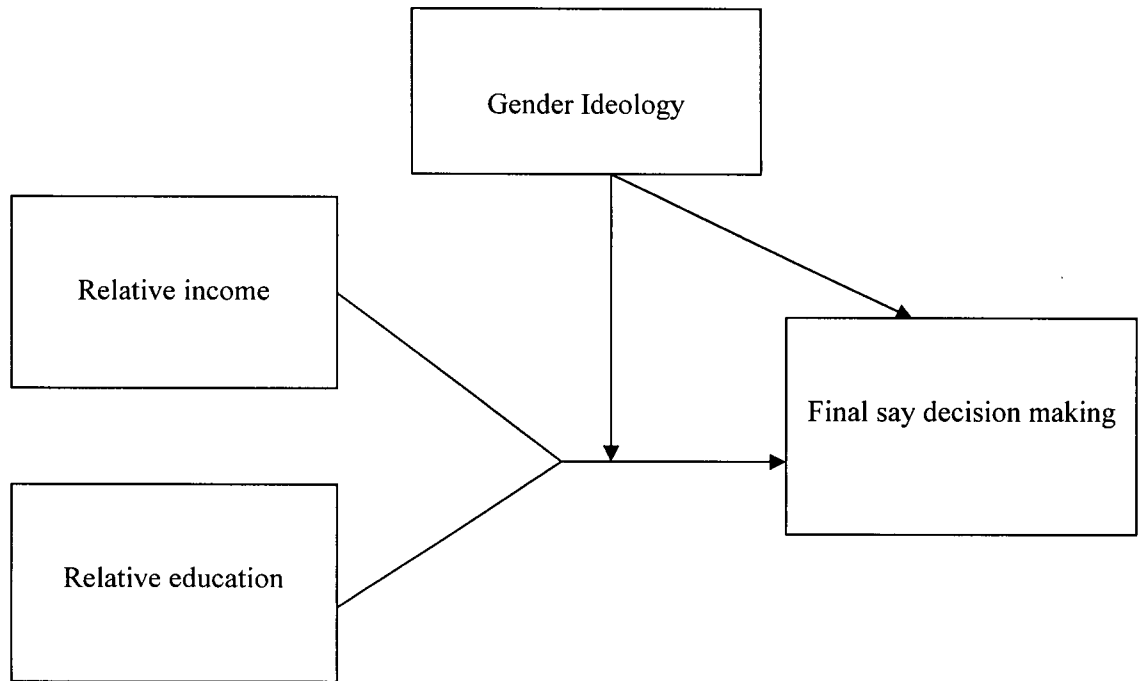 Gender Ideology
Relative income
Final say decision making
Relative education